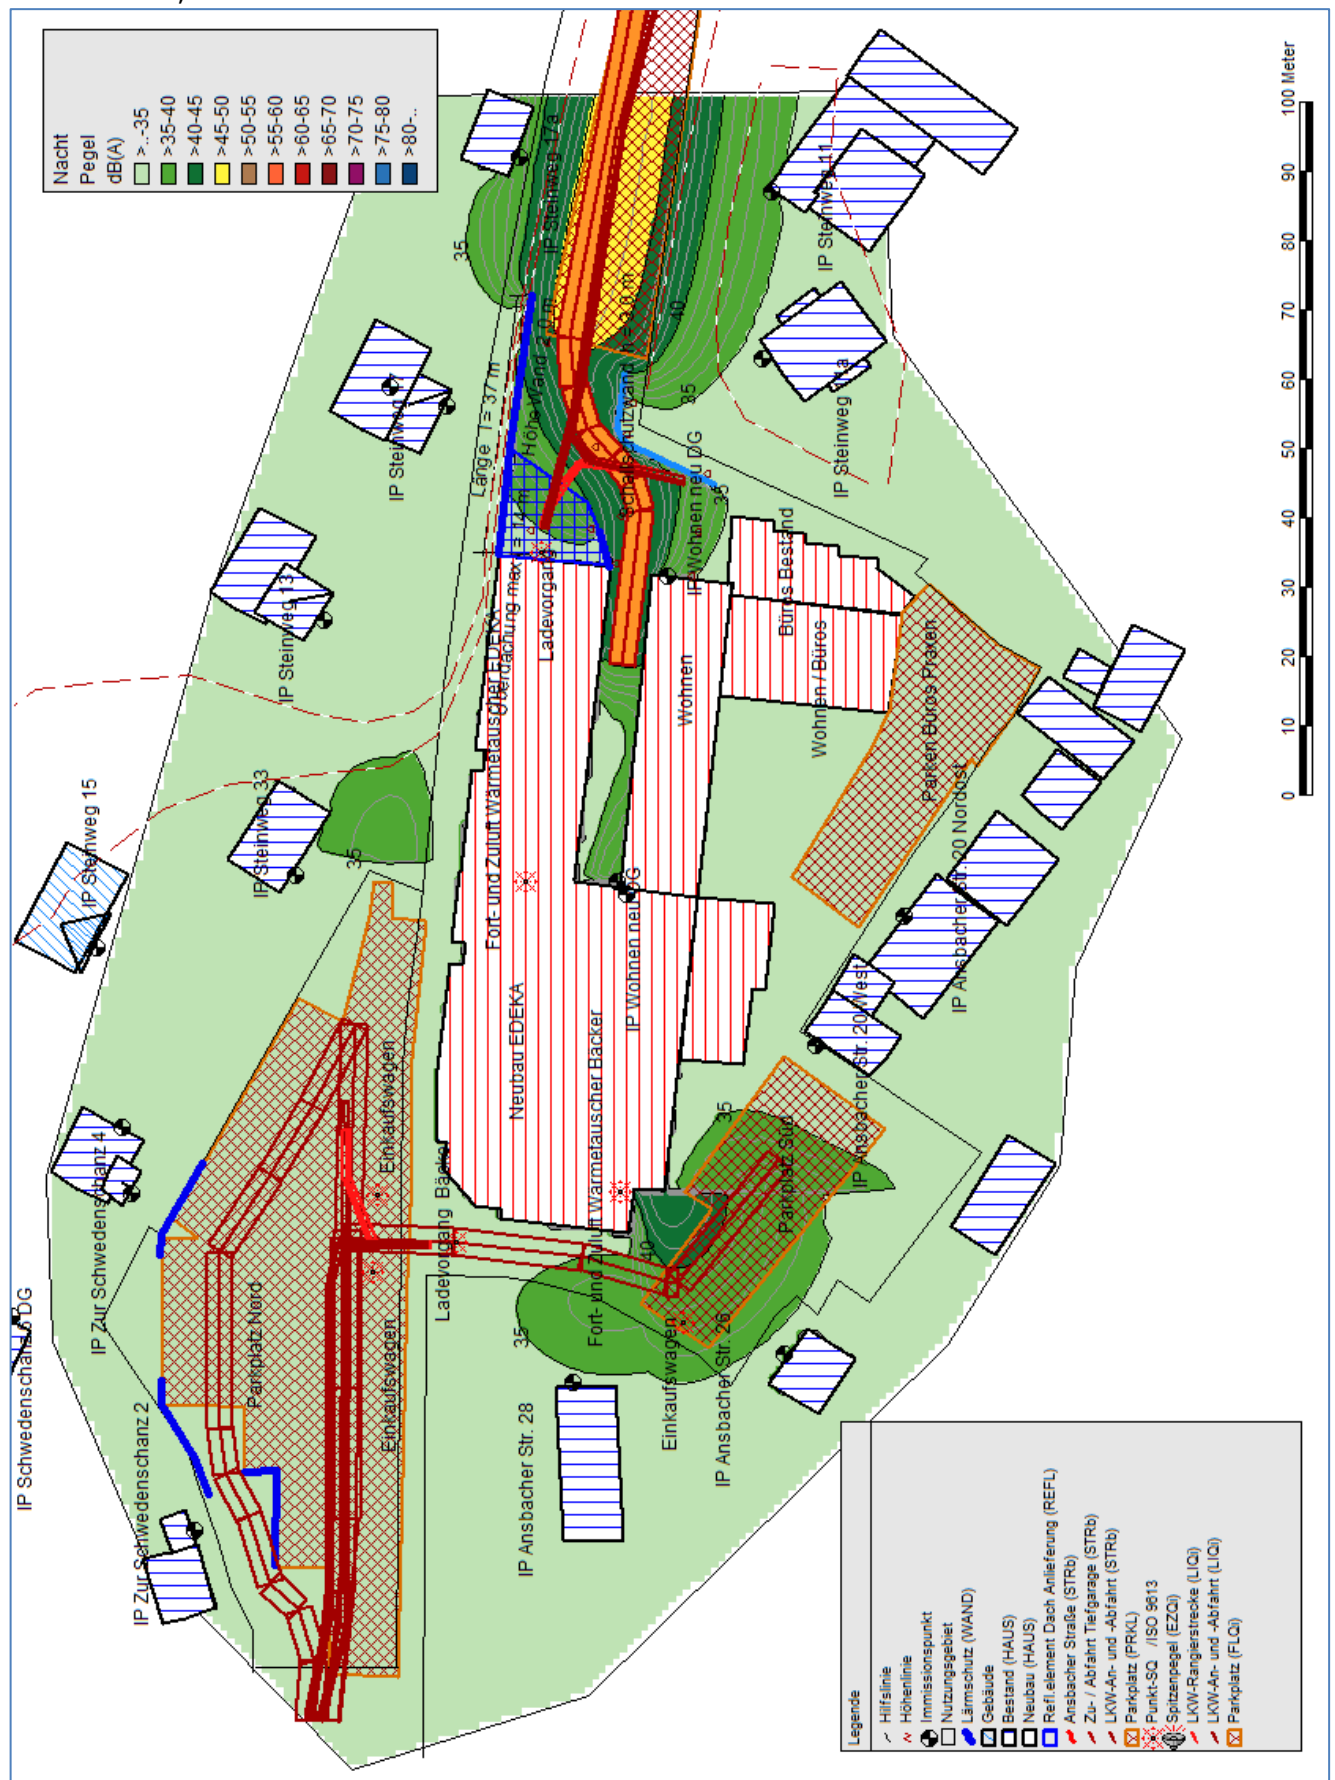 Nacht
Pegel
dB(A)
>..-35
>35-40
>40-45
>45-50
>50-55
>55-60
>60-65
>65-70
>70-75
>75-80
>80-..
100 Meter
90
80
70
60
50
40
30
20
10
0
IP Steinweg 17a
IP Steinweg 11
IP Steinweg 11a
IP Steinweg
IP Steinweg 13
IP Steinweg 33
IP Steinweg 15
35
40
35
35
35
35
35
40
Länge l = 37 m
Höhe Wand 2,0 m
Schallschutzwand h = 3,0 m
Überdachung max l = 14 m
Ladevorgang
IP Wohnen neu DG
Büros Bestand
Wohnen
Wohnen / Büros
Parken Büros Praxen
Fort- und Zuluft Wärmetauscher EDEKA
Neubau EDEKA
IP Wohnen neu DG
Fort- und Zuluft Wärmetauscher Bäcker
Ladevorgang Bäcker
Einkaufswagen
Einkaufswagen
Einkaufswagen
Parkplatz Nord
Parkplatz Süd
IP Ansbacher Str. 20 Nordost
IP Ansbacher Str. 20 West
IP Ansbacher Str. 26
IP Ansbacher Str. 28
IP Zur Schwedenschanz 4
IP Zur Schwedenschanz 2
Legende
Hilfslinie
Höhenlinie
Immissionspunkt
Nutzungsgebiet
Lärmschutz (WAND)
Gebäude
Bestand (HAUS)
Neubau (HAUS)
Refl.element Dach Anlieferung (REFL)
Ansbacher Straße (STRb)
Zu- / Abfahrt Tiefgarage (STRb)
LKW-An- und -Abfahrt (STRb)
Parkplatz (PRKL)
Punkt-SQ /ISO 9613
Spitzenpegel (EZQi)
LKW-Rangierstrecke (LIQi)
LKW-An- und -Abfahrt (LIQi)
Parkplatz (FLQi)